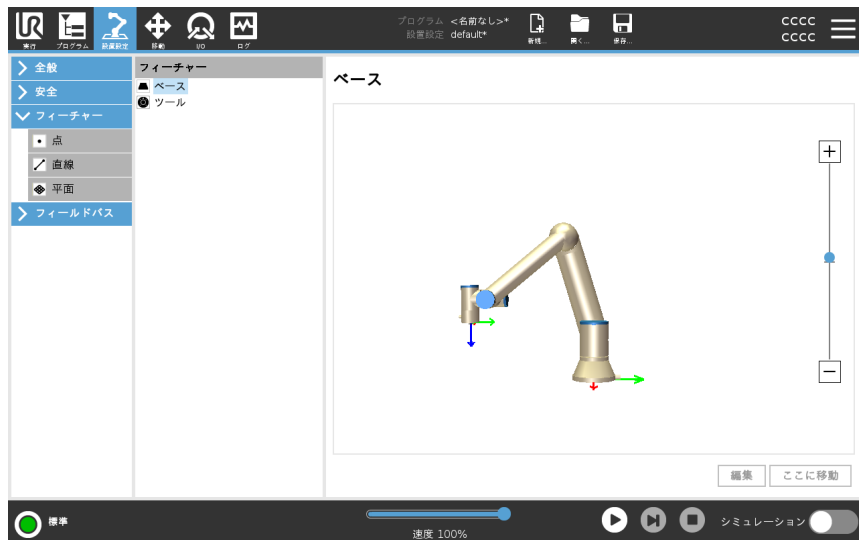 UR
実行
プログラム
設置設定
移動
I/O
ログ
プログラム <名前なし>*
設置設定 default*
新規...
開く...
保存...
cccc
cccc
全般
安全
フィーチャー
点
直線
平面
フィールドバス
フィーチャー
ベース
ツール
ベース
編集
ここに移動
標準
速度 100%
シミュレーション